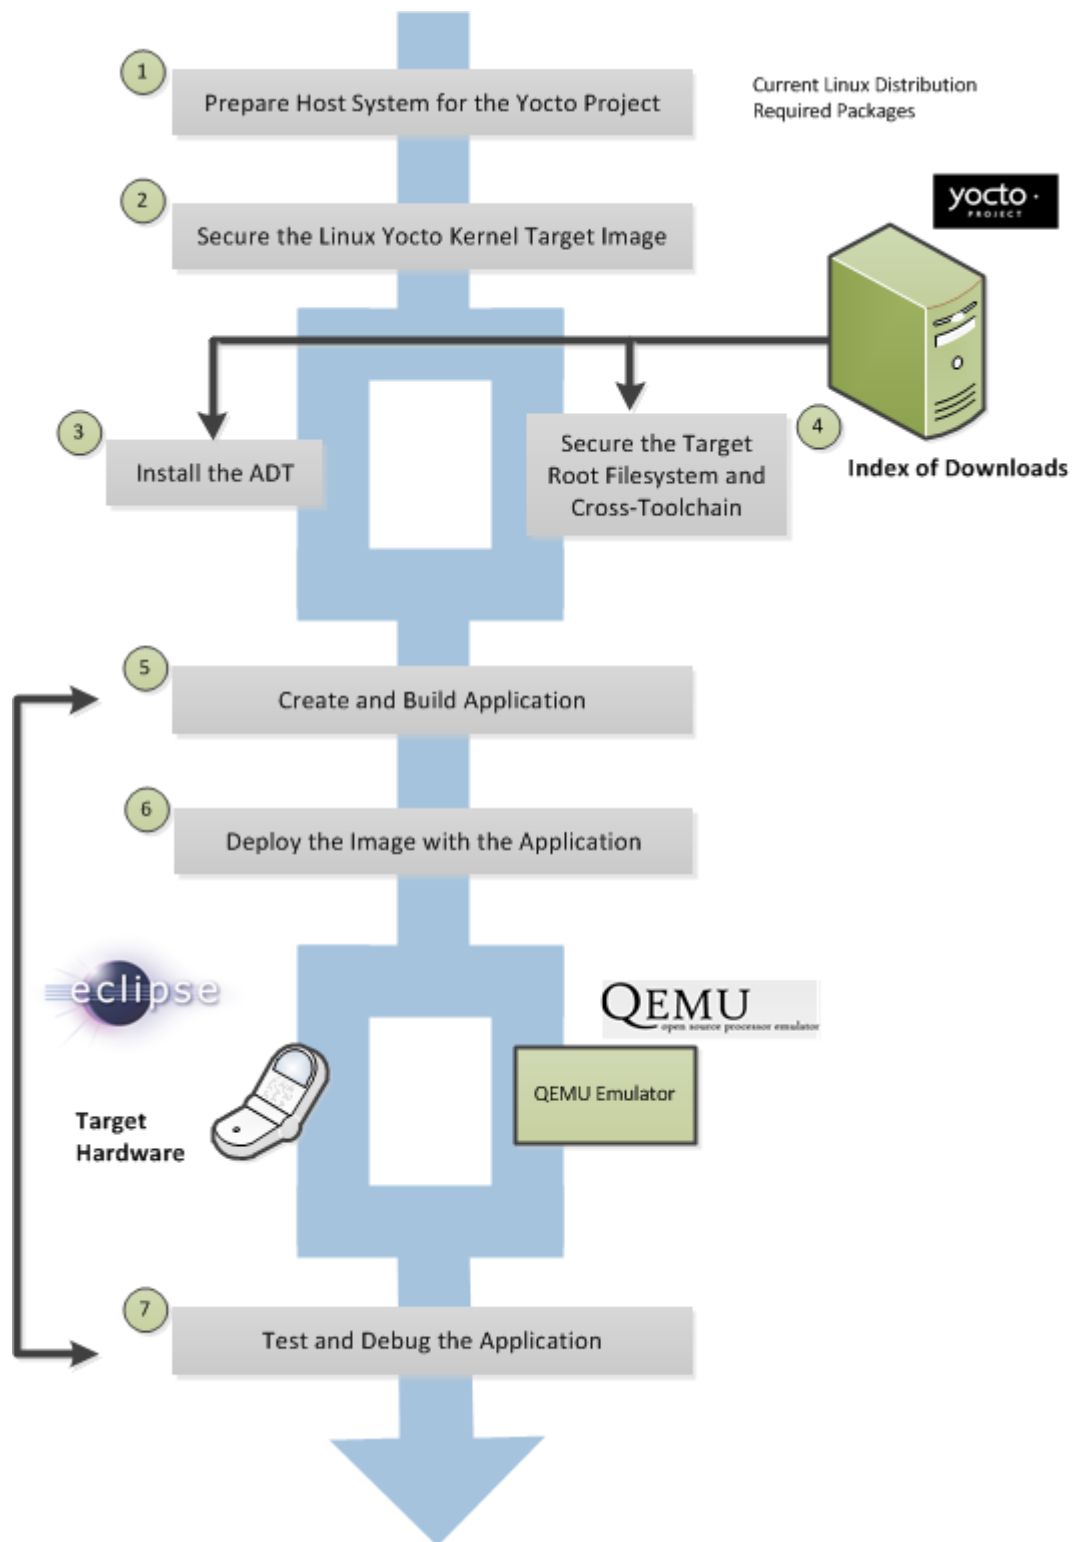 1
Prepare Host System for the Yocto Project
Current Linux Distribution
Required Packages
2
Secure the Linux Yocto Kernel Target Image
yocto
PROJECT
3
Install the ADT
4
Secure the Target
Root Filesystem and
Cross-Toolchain
Index of Downloads
5
Create and Build Application
6
Deploy the Image with the Application
eclipse
QEMU
open source processor emulator
QEMU Emulator
Target
Hardware
7
Test and Debug the Application